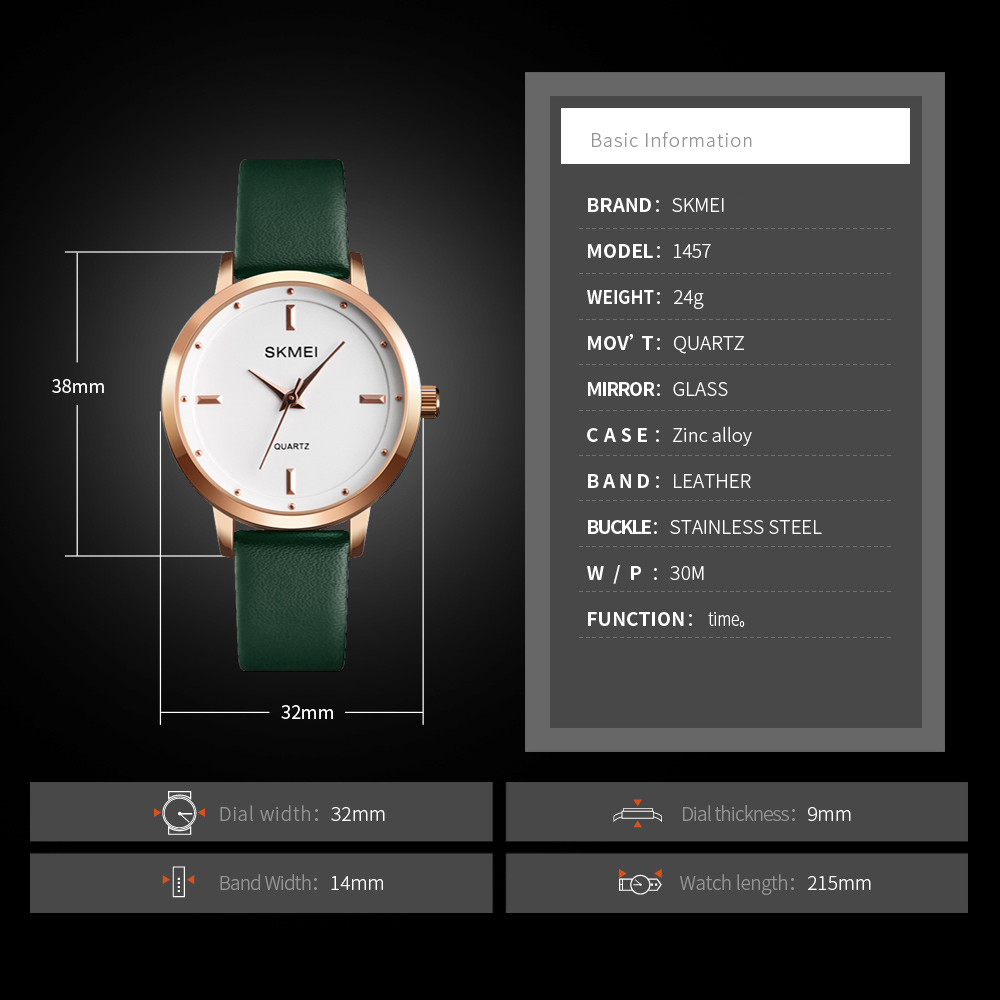 SKMEI
QUARTZ
38mm
32mm
Basic Information
BRAND: SKMEI
MODEL: 1457
WEIGHT: 24g
MOV’ T: QUARTZ
MIRROR: GLASS
CASE: Zinc alloy
BAND: LEATHER
BUCKLE: STAINLESS STEEL
W / P : 30M
FUNCTION: time。
Dial width: 32mm
Dial thickness: 9mm
Band Width: 14mm
Watch length: 215mm